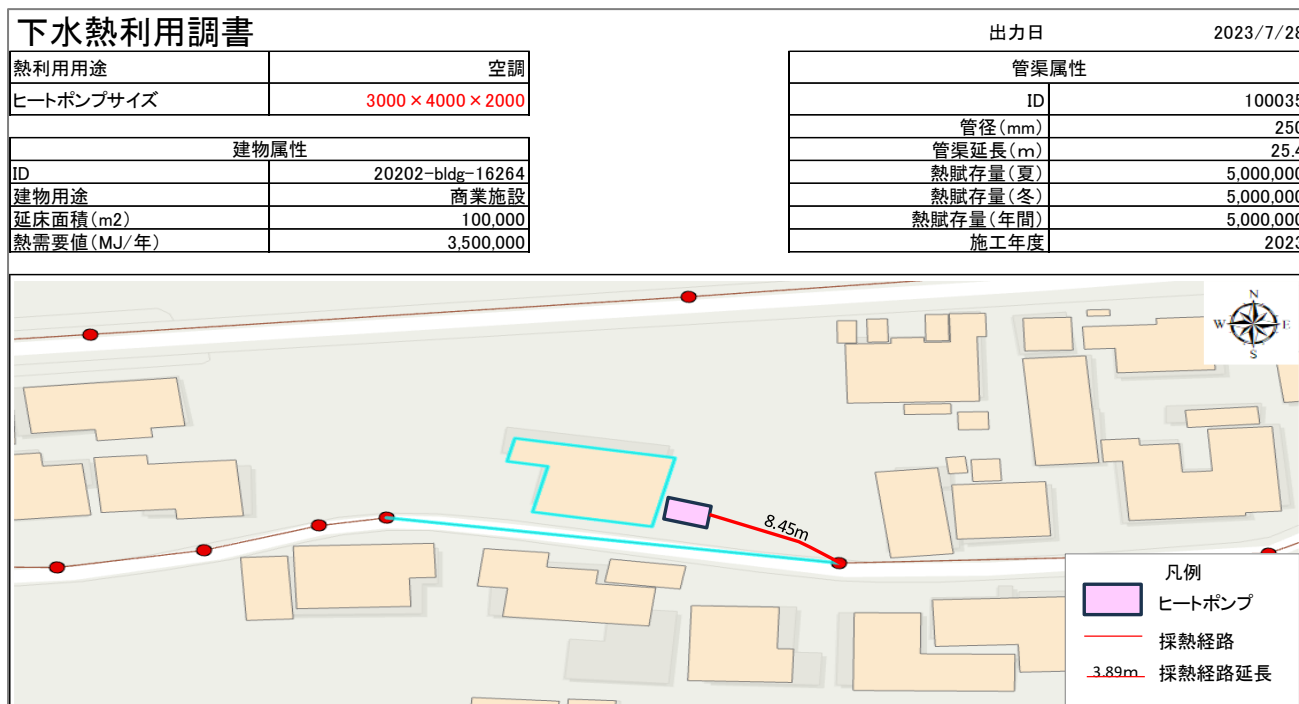 下水熱利用調書
出力日 2023/7/28
熱利用用途 空調
ヒートポンプサイズ 3000×4000×2000
建物属性
ID 20202-bldg-16264
建物用途 商業施設
延床面積(m2) 100,000
熱需要値(MJ/年) 3,500,000
管渠属性
ID 100035
管径(mm) 250
管渠延長(m) 25.4
熱賦存量(夏) 5,000,000
熱賦存量(冬) 5,000,000
熱賦存量(年間) 5,000,000
施工年度 2023
N
W E
S
8.45m
凡例
ヒートポンプ
採熱経路
3.89m 採熱経路延長